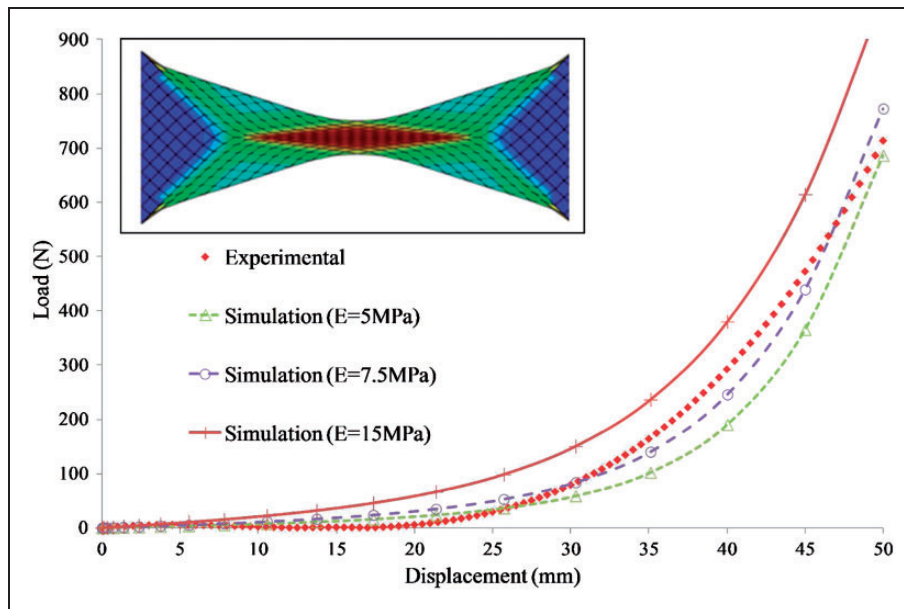 900
800
700
600
500
400
300
200
100
0
Load (N)
Experimental
Simulation (E=5MPa)
Simulation (E=7.5MPa)
Simulation (E=15MPa)
0 5 10 15 20 25 30 35 40 45 50
Displacement (mm)